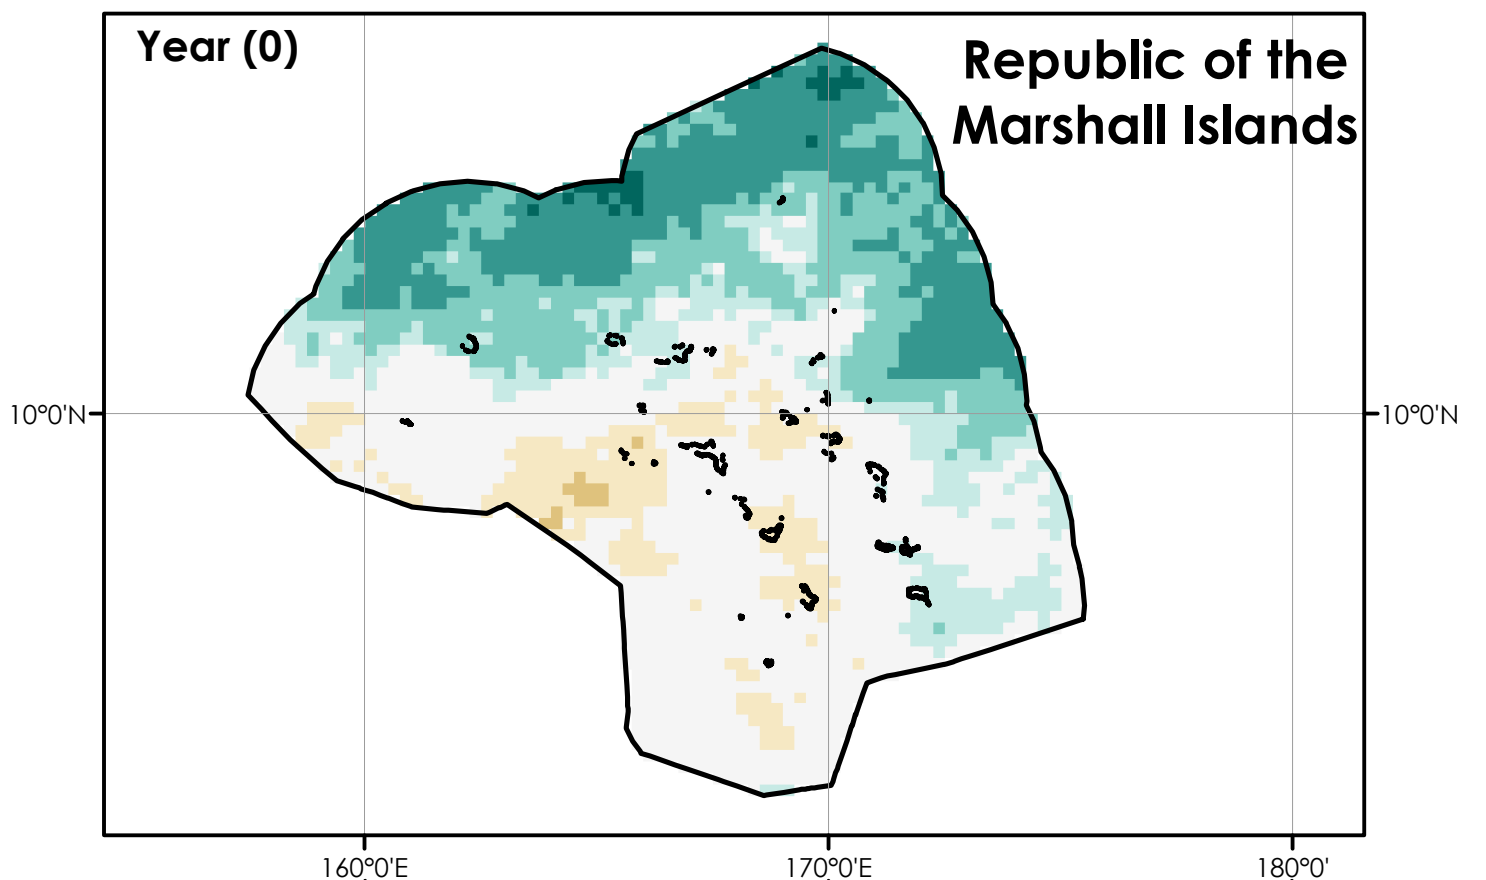 Year (0)
Republic of the
Marshall Islands
10°0'N
10°0'N
160°0'E
170°0'E
180°0'